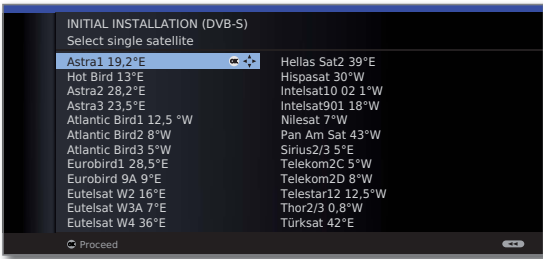 INITIAL INSTALLATION (DVB-S)
Select single satellite
Astra1 19,2°E OK
Hot Bird 13°E
Astra2 28,2°E
Astra3 23,5°E
Atlantic Bird1 12,5 °W
Atlantic Bird2 8°W
Atlantic Bird3 5°W
Eurobird1 28,5°E
Eurobird 9A 9°E
Eutelsat W2 16°E
Eutelsat W3A 7°E
Eutelsat W4 36°E
Hellas Sat2 39°E
Hispasat 30°W
Intelsat10 02 1°W
Intelsat901 18°W
Nilesat 7°W
Pan Am Sat 43°W
Sirius2/3 5°E
Telekom2C 5°W
Telekom2D 8°W
Telestar12 12,5°W
Thor2/3 0,8°W
Türksat 42°E
OK Proceed